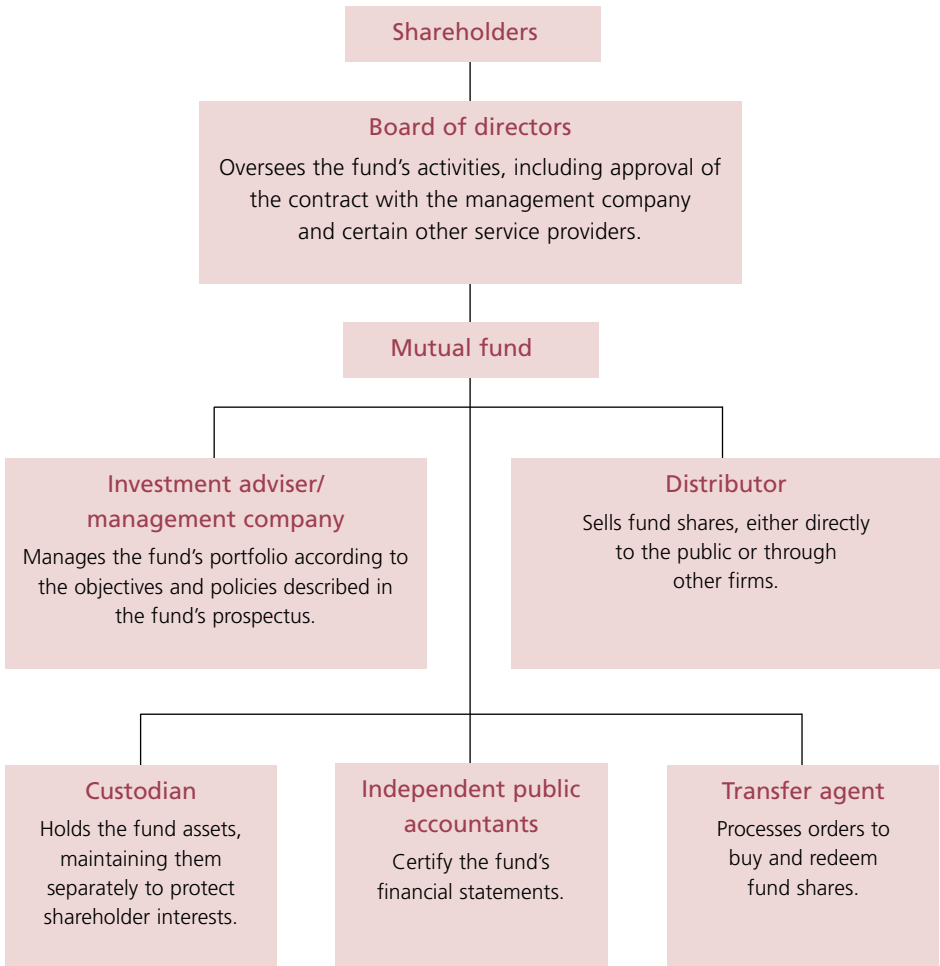 Shareholders
Board of directors
Oversees the fund’s activities, including approval of
the contract with the management company
and certain other service providers.
Mutual fund
Investment adviser/
management company
Manages the fund’s portfolio according to
the objectives and policies described in
the fund’s prospectus.
Distributor
Sells fund shares, either directly
to the public or through
other firms.
Custodian
Holds the fund assets,
maintaining them
separately to protect
shareholder interests.
Independent public
accountants
Certify the fund’s
financial statements.
Transfer agent
Processes orders to
buy and redeem
fund shares.